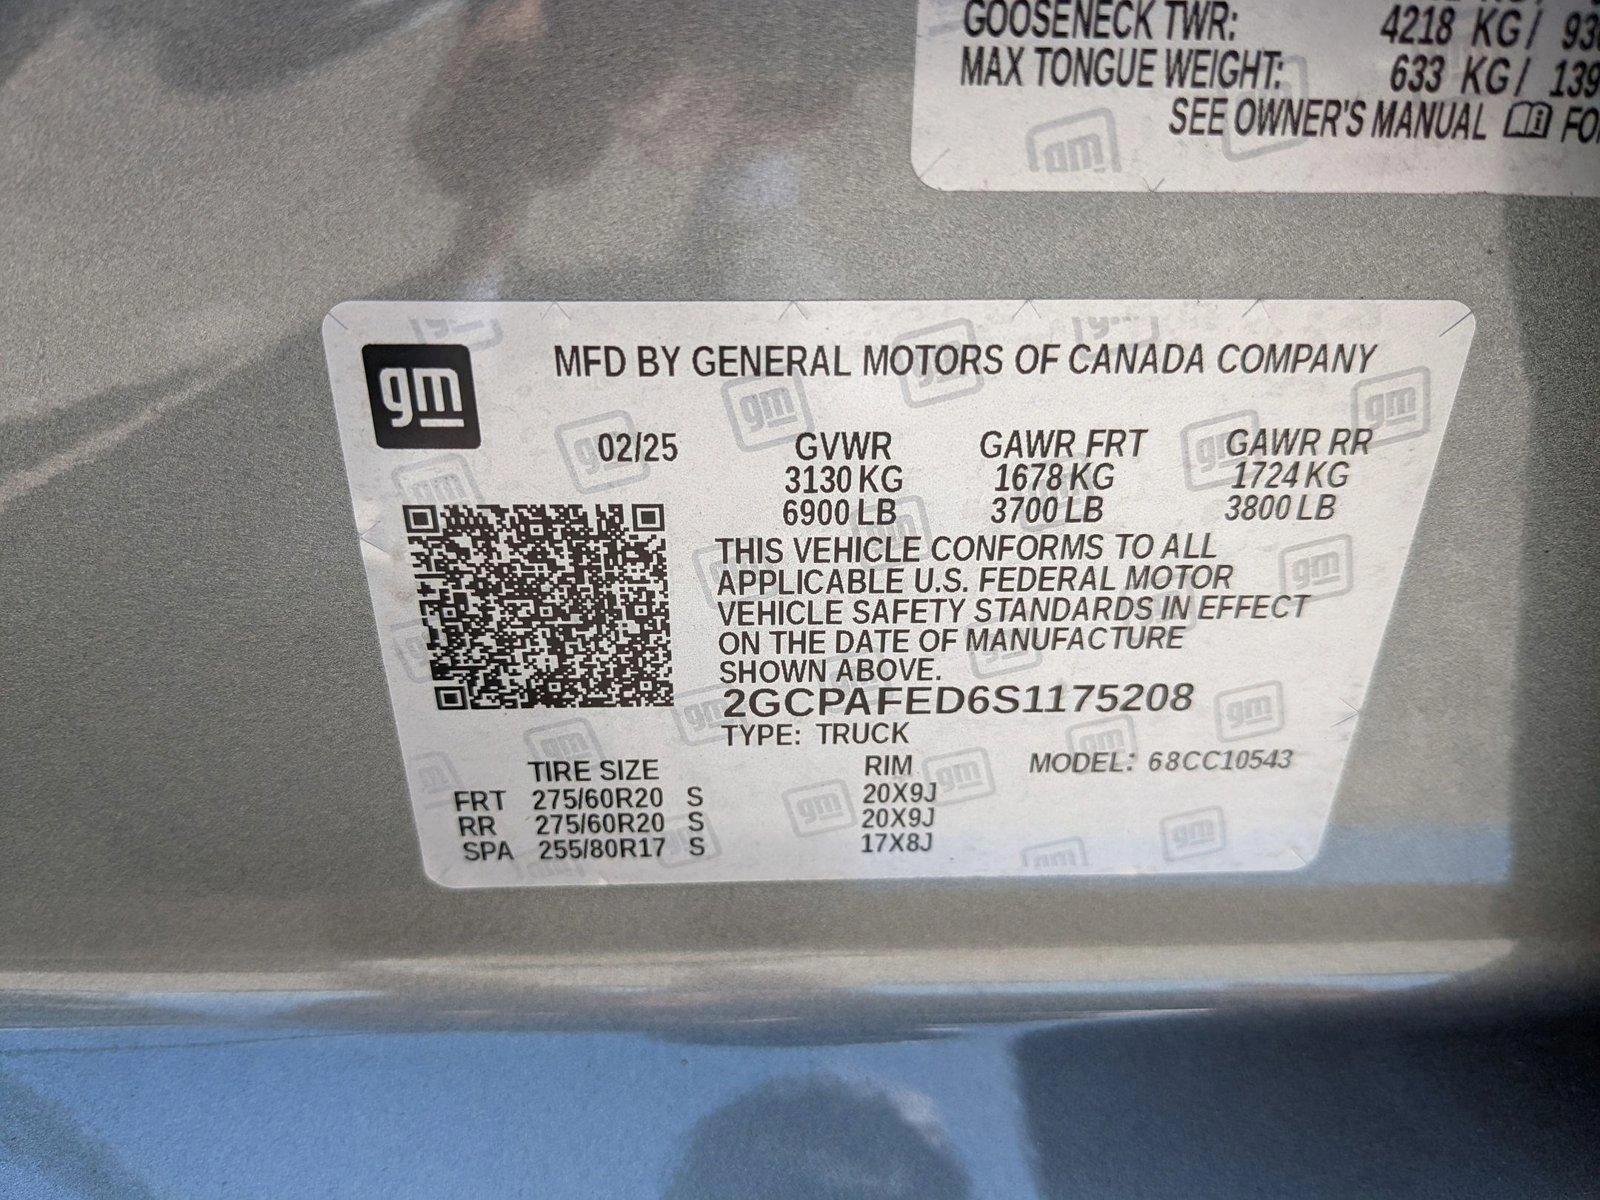 GOOSENECK TWR: 4218 KG/
MAX TONGUE WEIGHT: 633 KG/
SEE OWNER'S MANUAL
gm
MFD BY GENERAL MOTORS OF CANADA COMPANY
02/25 GVWR GAWR FRT GAWR RR
3130 KG 1678 KG 1724 KG
6900 LB 3700 LB 3800 LB
THIS VEHICLE CONFORMS TO ALL
APPLICABLE U.S. FEDERAL MOTOR
VEHICLE SAFETY STANDARDS IN EFFECT
ON THE DATE OF MANUFACTURE
SHOWN ABOVE.
2GCPAFED6S1175208
TYPE: TRUCK
TIRE SIZE RIM MODEL: 68CC10543
FRT 275/60R20 S 20X9J
RR 275/60R20 S 20X9J
SPA 255/80R17 S 17X8J